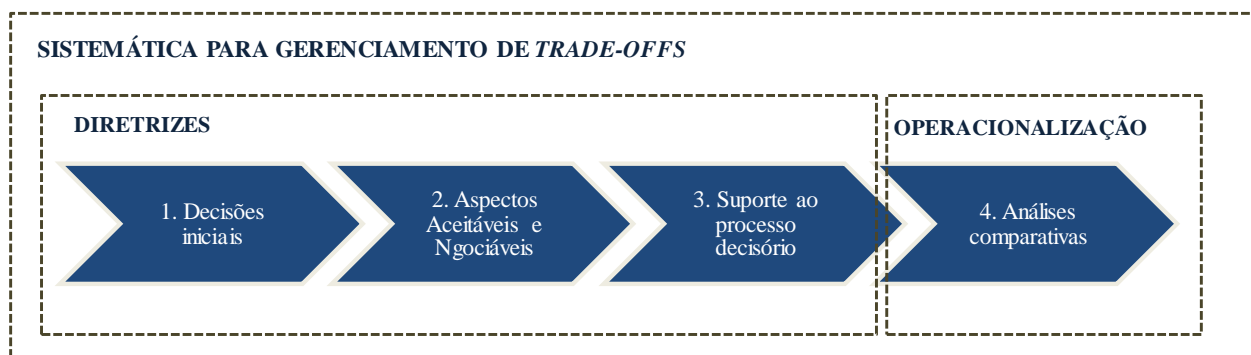 SISTEMÁTICA PARA GERENCIAMENTO DE TRADE-OFFS
DIRETRIZES
OPERACIONALIZAÇÃO
1. Decisões
iniciais
2. Aspectos
Aceitáveis e
Ngociáveis
3. Suporte ao
processo
decisório
4. Análises
comparativas